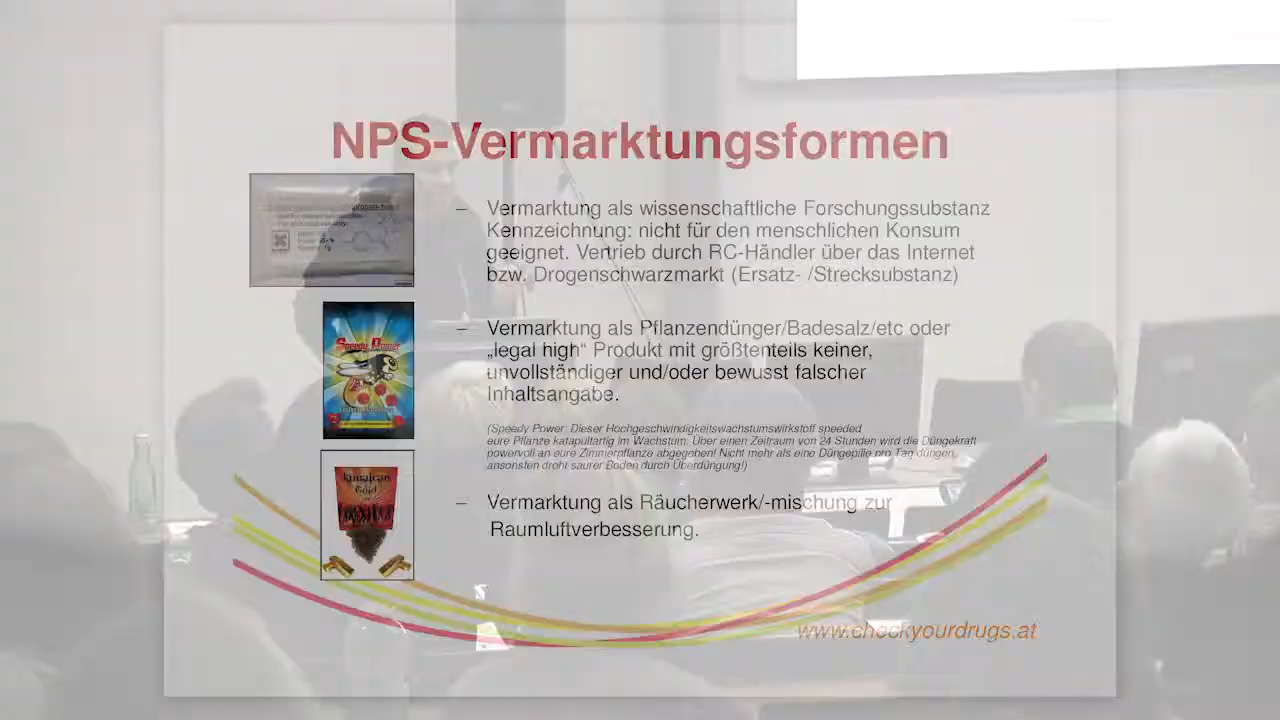 NPS-Vermarktungsformen
– Vermarktung als wissenschaftliche Forschungssubstanz
Kennzeichnung: nicht für den menschlichen Konsum
geeignet. Vertrieb durch RC-Händler über das Internet
bzw. Drogenschwarzmarkt (Ersatz- /Strecksubstanz)
Speedy Power
– Vermarktung als Pflanzendünger/Badesalz/etc oder
„legal high“ Produkt mit größtenteils keiner,
unvollständiger und/oder bewusst falscher
Inhaltsangabe.
(Speedy Power: Dieser Hochgeschwindigkeitswachstumswirkstoff speeded
eure Pflanze katapultartig im Wachstum. Über einen Zeitraum von 24 Stunden wird die Düngekraft
powervoll an eure Zimmerpflanze abgegeben! Nicht mehr als eine Düngepille pro Tag düngen,
ansonsten droht saurer Boden durch Überdüngung!)
Gold
– Vermarktung als Räucherwerk/-mischung zur
Raumluftverbesserung.
www.checkyourdrugs.at